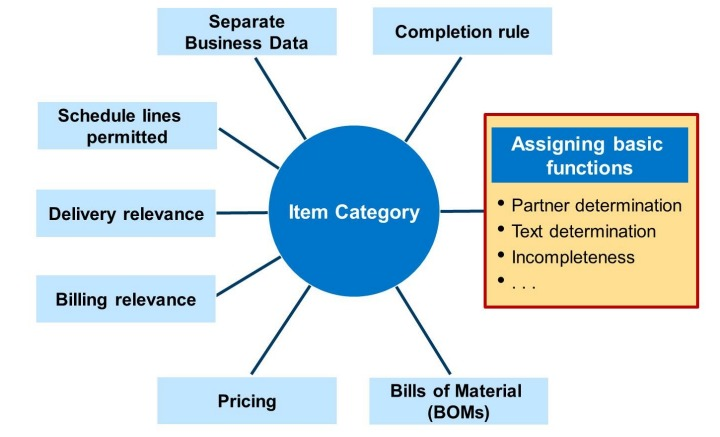 Separate
Business Data
Completion rule
Schedule lines
permitted
Assigning basic
functions
• Partner determination
• Text determination
• Incompleteness
• . . .
Delivery relevance
Item Category
Billing relevance
Pricing
Bills of Material
(BOMs)